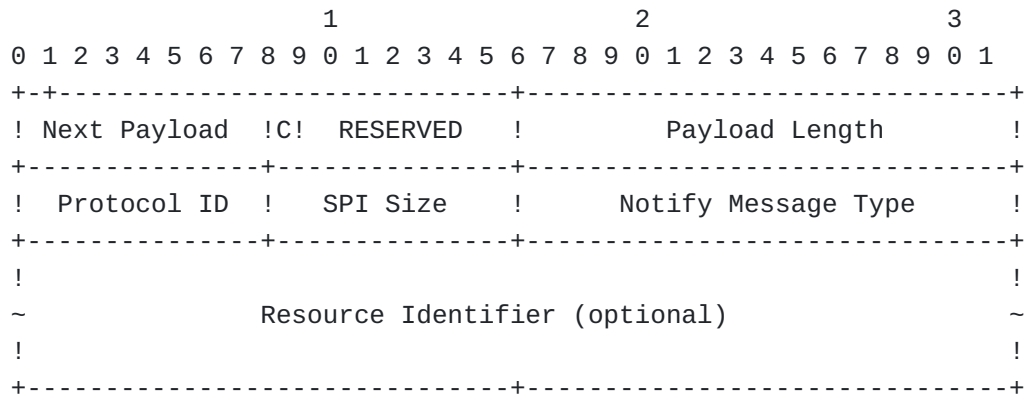 1                   2                   3
0 1 2 3 4 5 6 7 8 9 0 1 2 3 4 5 6 7 8 9 0 1 2 3 4 5 6 7 8 9 0 1
+-+-----------------------------+-------------------------------+
! Next Payload  !C!  RESERVED   !         Payload Length        !
+---------------+---------------+-------------------------------+
!  Protocol ID  !   SPI Size    !      Notify Message Type      !
+---------------+---------------+-------------------------------+
!                                                               !
~               Resource Identifier (optional)                  ~
!                                                               !
+-------------------------------+-------------------------------+